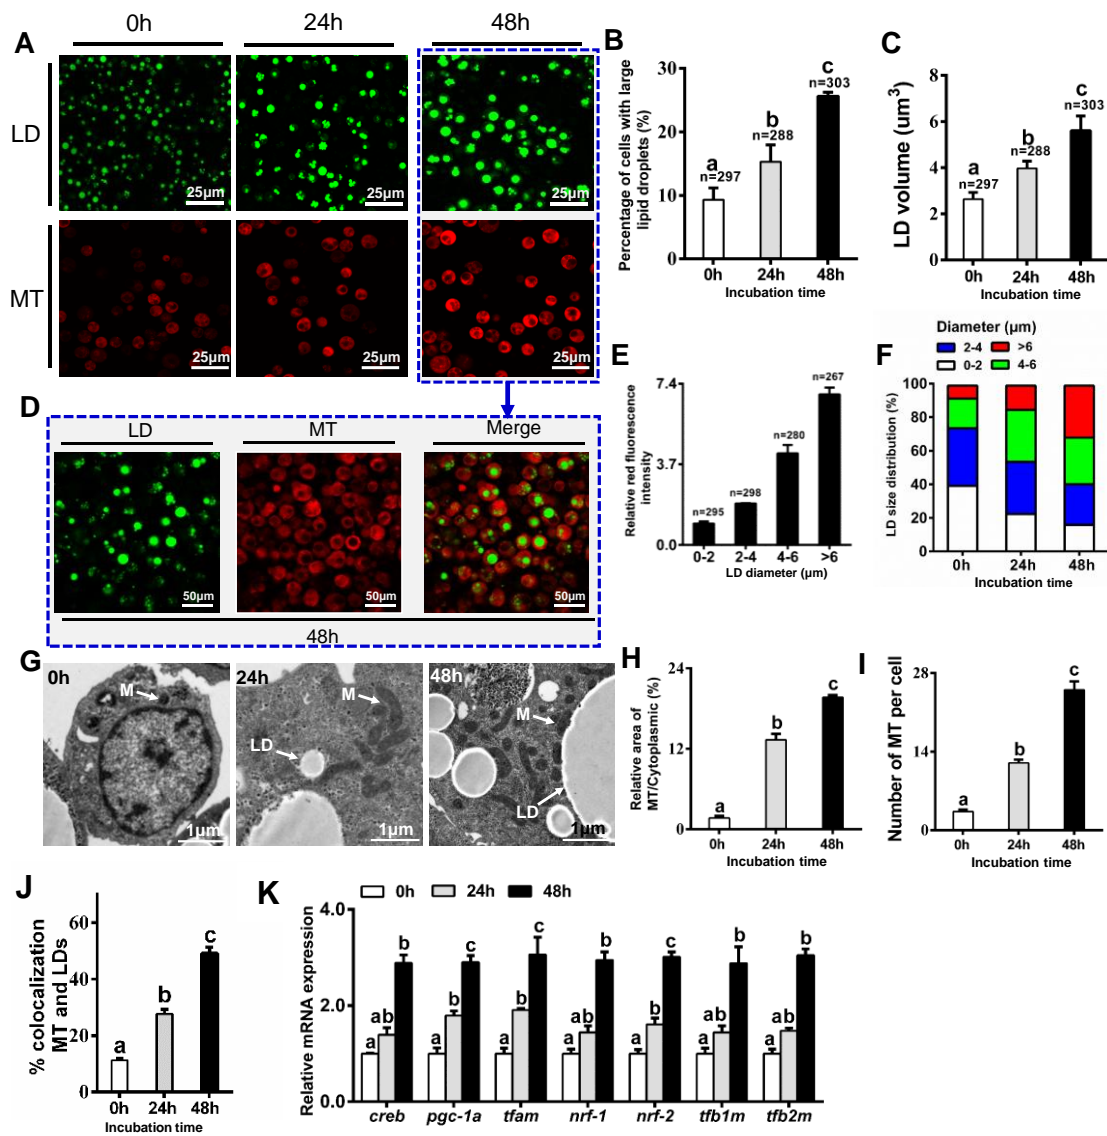 A
0h
24h
48h
LD
25µm
25µm
25µm
MT
25µm
25µm
25µm
B
Percentage of cells with large
lipid droplets (%)
30
20
10
0
a
n=297
b
n=288
c
n=303
0h
24h
48h
Incubation time
C
LD volume (um³)
8
6
4
2
0
a
n=297
b
n=288
c
n=303
0h
24h
48h
Incubation time
D
LD
MT
Merge
50µm
50µm
50µm
48h
E
Relative red fluorescence
intensity
7.4
3.7
0.0
n=295
n=298
n=280
n=267
0-2
2-4
4-6
>6
LD diameter (µm)
F
Diameter (µm)
2-4
>6
0-2
4-6
LD size distribution (%)
100
80
60
40
20
0
0h
24h
48h
Incubation time
G
0h
M
1µm
24h
M
LD
1µm
48h
M
LD
1µm
H
Relative area of
MT/Cytoplasmic (%)
24
12
0
a
b
c
0h
24h
48h
Incubation time
I
Number of MT per cell
28
14
0
a
b
c
0h
24h
48h
Incubation time
J
% colocalization
MT and LDs
60
40
20
0
a
b
c
0h
24h
48h
Incubation time
K
0h
24h
48h
Relative mRNA expression
4.0
2.0
0.0
a
ab
b
a
b
c
a
b
c
a
ab
b
a
b
c
a
ab
b
a
ab
b
creb
pgc-1a
tfam
nrf-1
nrf-2
tfb1m
tfb2m